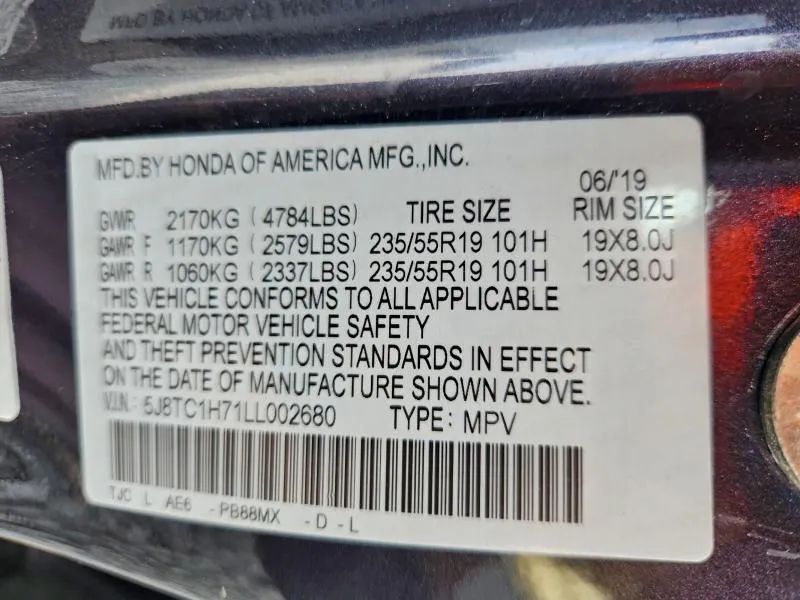 MFD.BY HONDA OF AMERICA MFG.,INC.
06/'19
GVWR 2170KG (4784LBS) TIRE SIZE RIM SIZE
GAWR F 1170KG (2579LBS) 235/55R19 101H 19X8.0J
GAWR R 1060KG (2337LBS) 235/55R19 101H 19X8.0J
THIS VEHICLE CONFORMS TO ALL APPLICABLE
FEDERAL MOTOR VEHICLE SAFETY
AND THEFT PREVENTION STANDARDS IN EFFECT
ON THE DATE OF MANUFACTURE SHOWN ABOVE.
V.I.N.: 5J8TC1H71LL002680 TYPE: MPV
TJC L AE6 -PB88MX -D-L